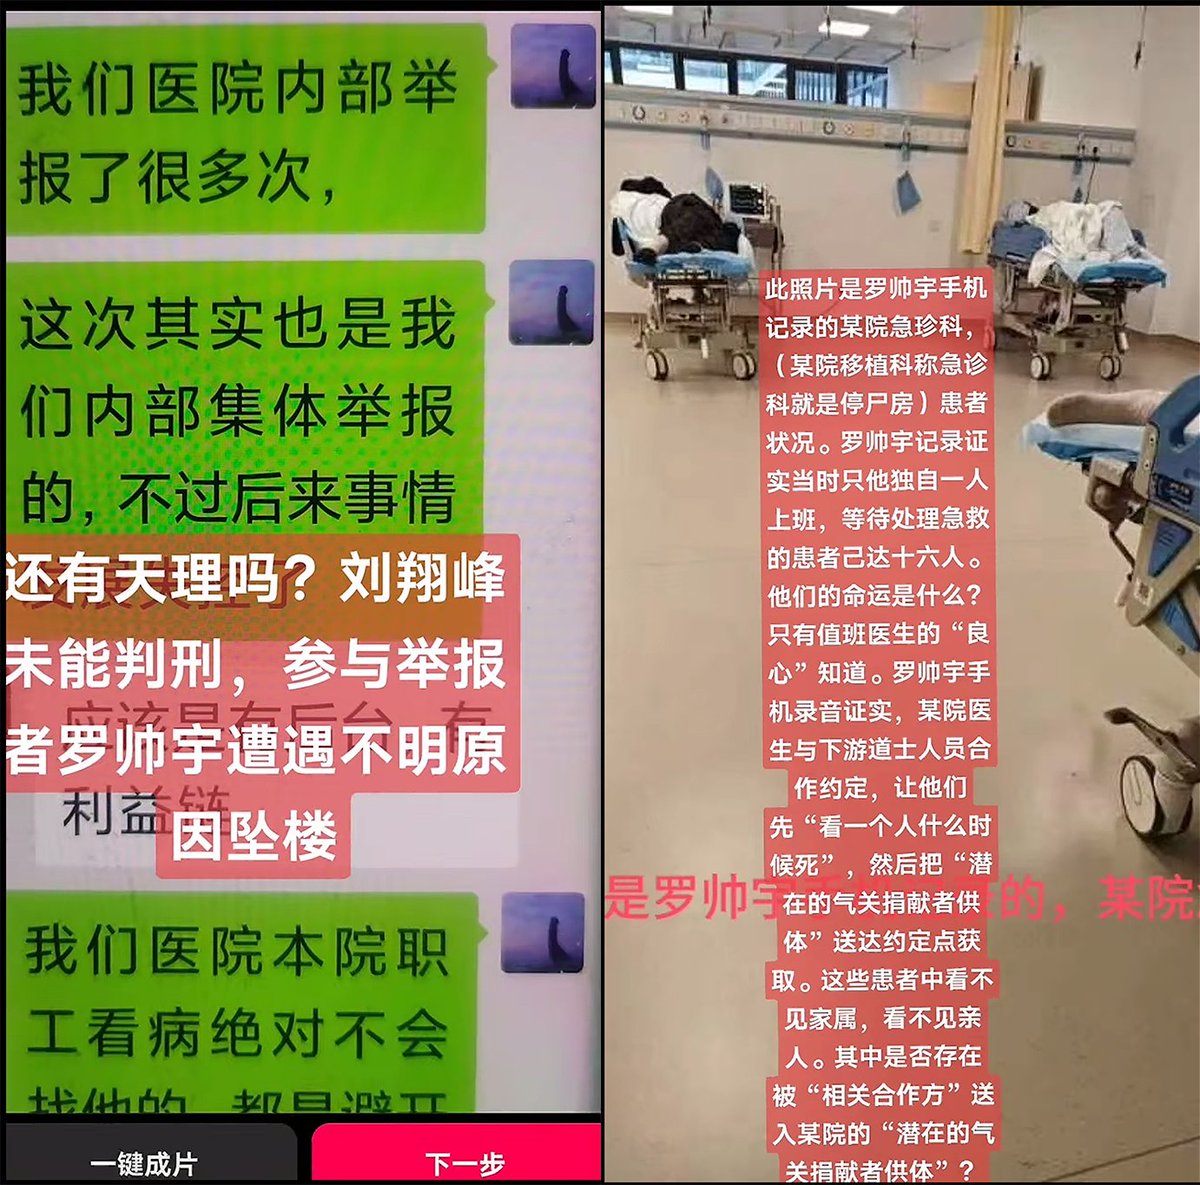 我们医院内部举
报了很多次，
这次其实也是我
们内部集体举报
的，不过后来事情
还有天理吗？刘翔峰
未能判刑，参与举报
者罗帅宇遭遇不明原
因坠楼
利益链
我们医院本院职
工看病绝对不会
找他的，都是避开
一键成片
下一步
此照片是罗帅宇手机
记录的某院急珍科，
（某院移植科称急诊
科就是停尸房）患者
状况。罗帅宇记录证
实当时只他独自一人
上班，等待处理急救
的患者已达十六人。
他们的命运是什么？
只有值班医生的“良
心”知道。罗帅宇手
机录音证实，某院医
生与下游道士人员合
作约定，让他们
先“看一个人什么时
候死”，然后把“潜
在的气关捐献者供
体”送达约定点获
取。这些患者中看不
见家属，看不见亲
人。其中是否存在
被“相关合作方”送
入某院的“潜在的气
关捐献者供体”？
是罗帅宇
的，某院